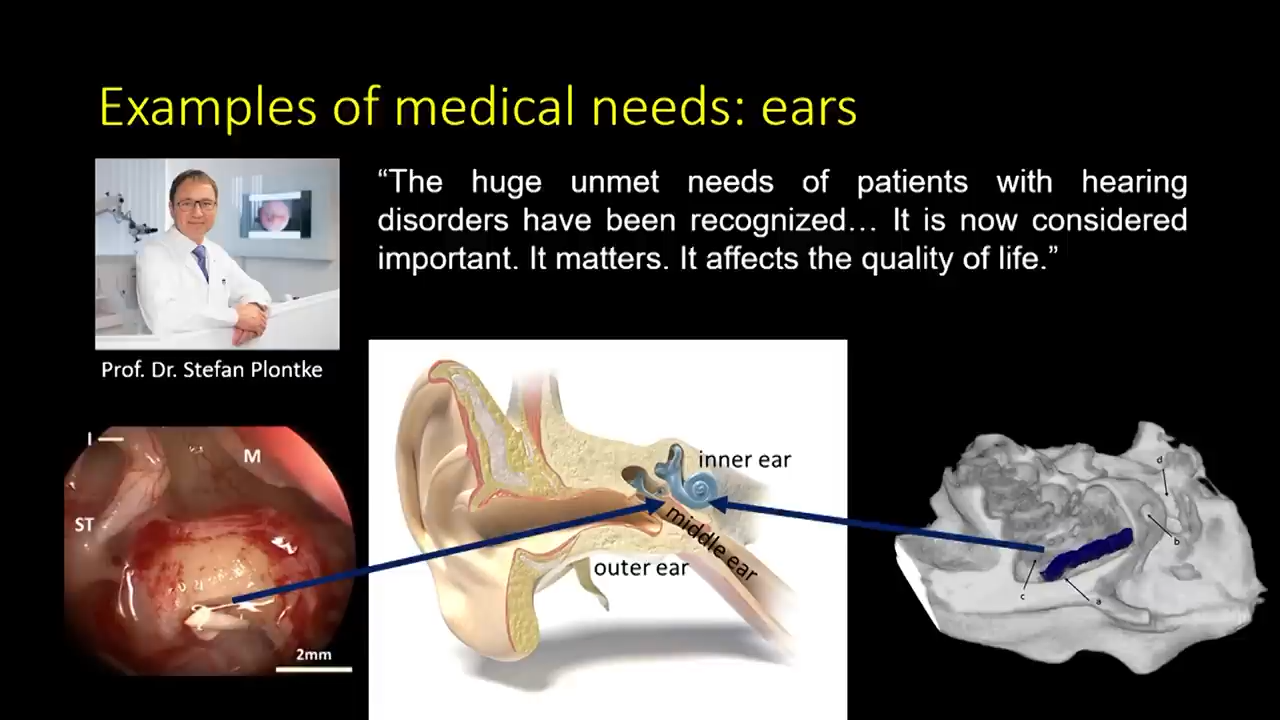 Examples of medical needs: ears
“The huge unmet needs of patients with hearing
disorders have been recognized… It is now considered
important. It matters. It affects the quality of life.”
Prof. Dr. Stefan Plontke
I
M
ST
2mm
inner ear
middle ear
outer ear
d
b
c
a